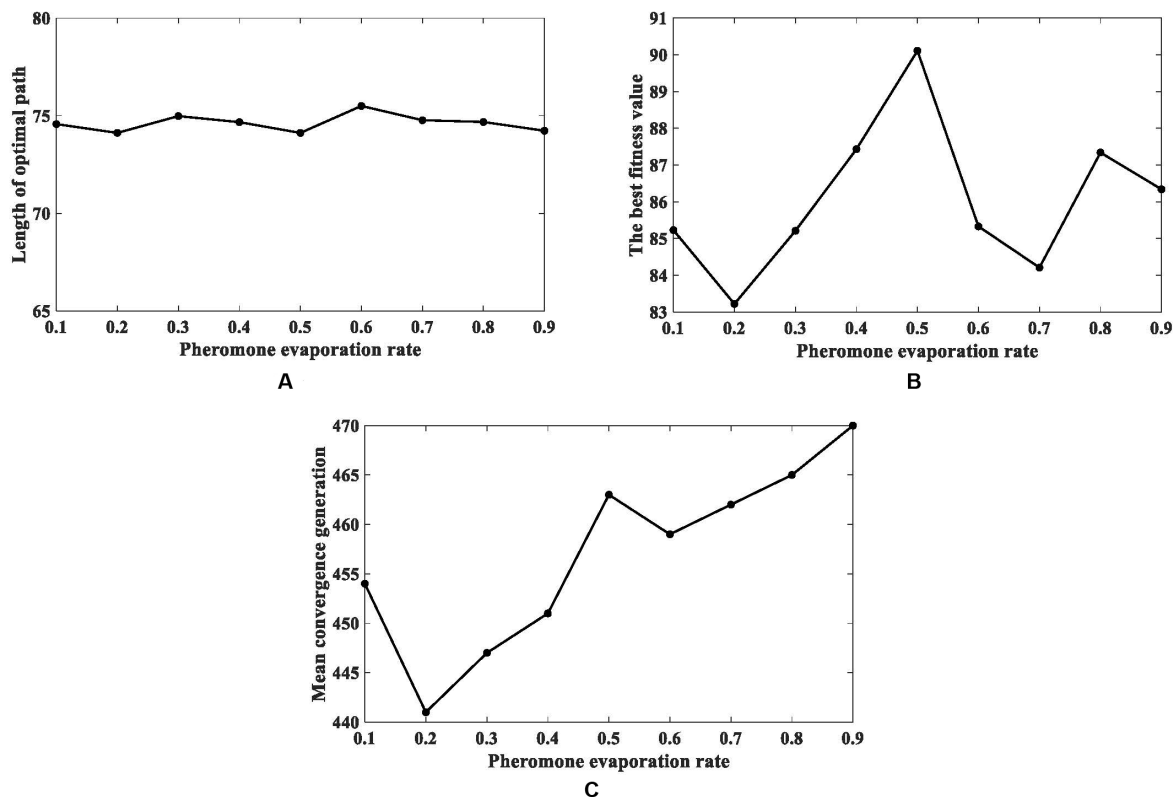 80
75
70
65
Length of optimal path
0.1 0.2 0.3 0.4 0.5 0.6 0.7 0.8 0.9
Pheromone evaporation rate
A
91
90
89
88
87
86
85
84
83
The best fitness value
0.1 0.2 0.3 0.4 0.5 0.6 0.7 0.8 0.9
Pheromone evaporation rate
B
470
465
460
455
450
445
440
Mean convergence generation
0.1 0.2 0.3 0.4 0.5 0.6 0.7 0.8 0.9
Pheromone evaporation rate
C